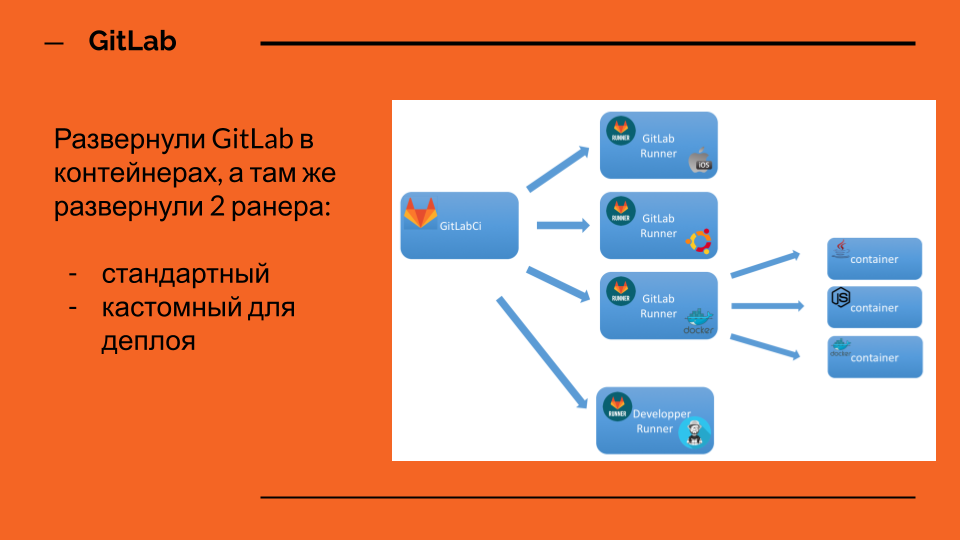 — GitLab
Развернули GitLab в
контейнерах, а там же
развернули 2 ранера:
- стандартный
- кастомный для
деплоя
GitLabCi
RUNNER
GitLab
Runner
iOS
RUNNER
GitLab
Runner
RUNNER
GitLab
Runner
docker
RUNNER
Developper
Runner
Java
container
JS
container
docker
container